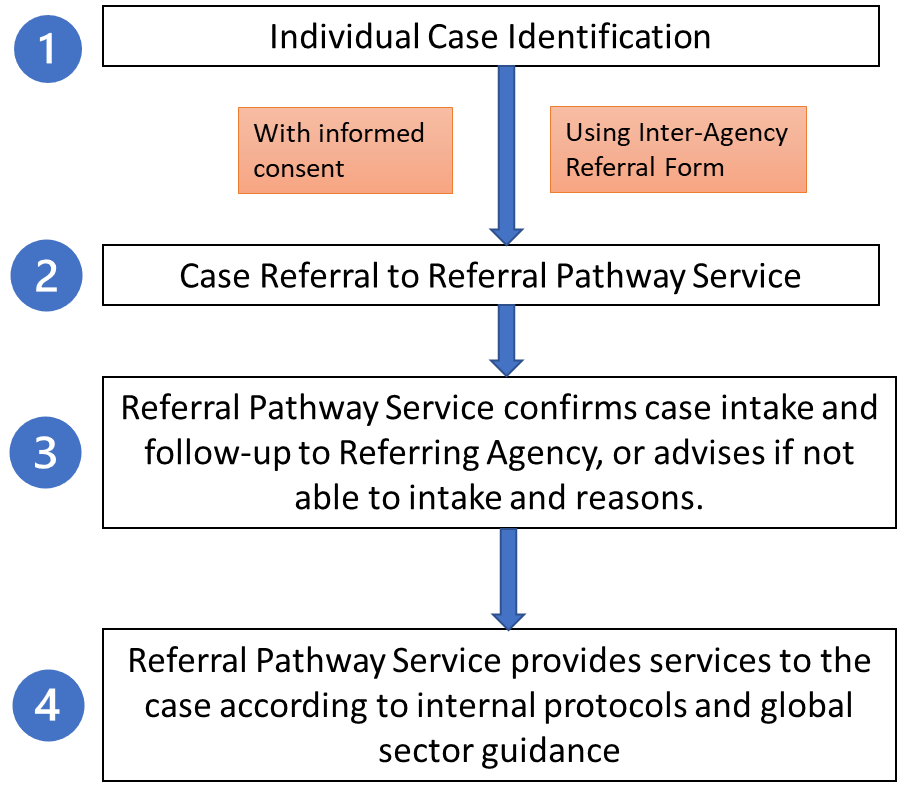 1
Individual Case Identification
With informed
consent
Using Inter-Agency
Referral Form
2
Case Referral to Referral Pathway Service
3
Referral Pathway Service confirms case intake and
follow-up to Referring Agency, or advises if not
able to intake and reasons.
4
Referral Pathway Service provides services to the
case according to internal protocols and global
sector guidance